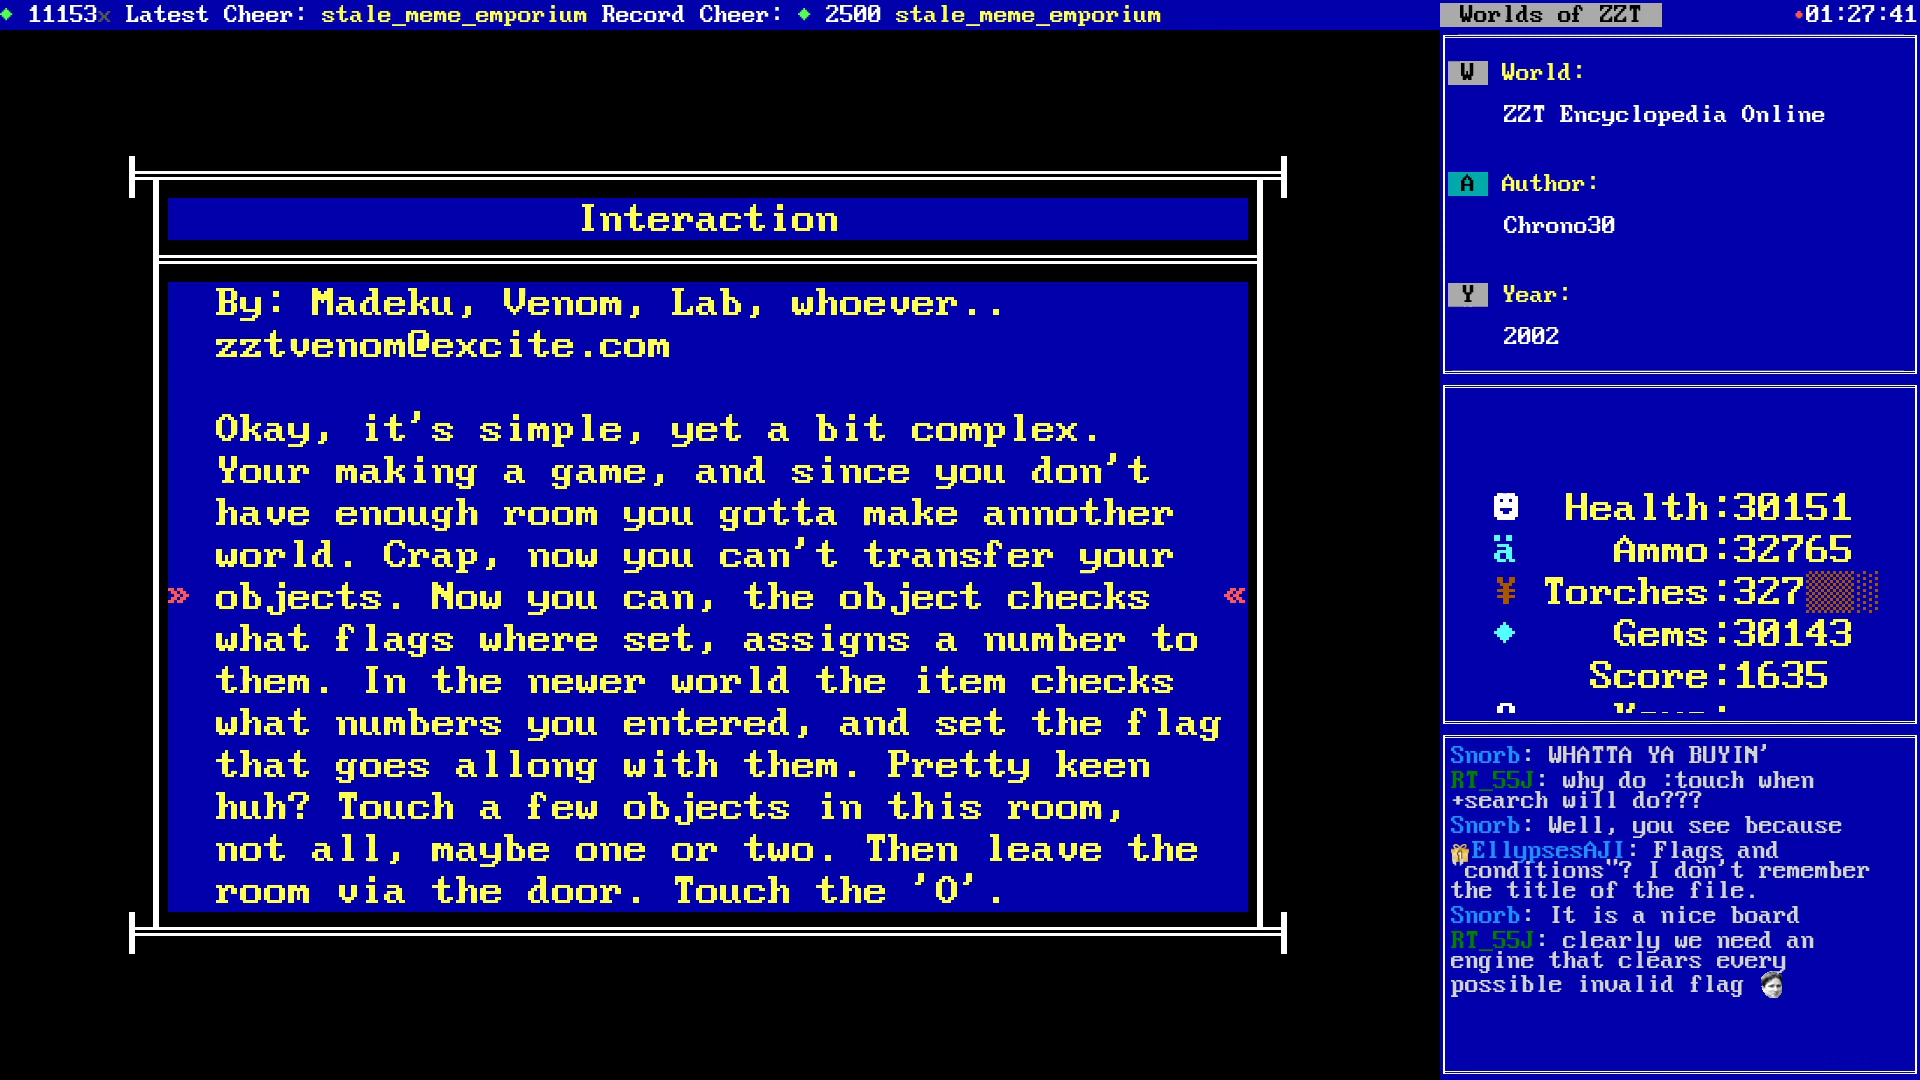 11153x Latest Cheer: stale_meme_emporium Record Cheer: 2500 stale_meme_emporium
Worlds of ZZT
01:27:41
Interaction
By: Madeku, Venom, Lab, whoever..
zztvenom@excite.com
Okay, it's simple, yet a bit complex.
Your making a game, and since you don't
have enough room you gotta make annother
world. Crap, now you can't transfer your
» objects. Now you can, the object checks «
what flags where set, assigns a number to
them. In the newer world the item checks
what numbers you entered, and set the flag
that goes allong with them. Pretty keen
huh? Touch a few objects in this room,
not all, maybe one or two. Then leave the
room via the door. Touch the 'O'.
W World:
ZZT Encyclopedia Online
A Author:
Chrono30
Y Year:
2002
Health:30151
ä Ammo:32765
¥ Torches:327
Gems:30143
Score:1635
Snorb: WHATTA YA BUYIN'
RT_55J: why do :touch when
+search will do???
Snorb: Well, you see because
EllypsesAJI: Flags and
"conditions"? I don't remember
the title of the file.
Snorb: It is a nice board
RT_55J: clearly we need an
engine that clears every
possible invalid flag